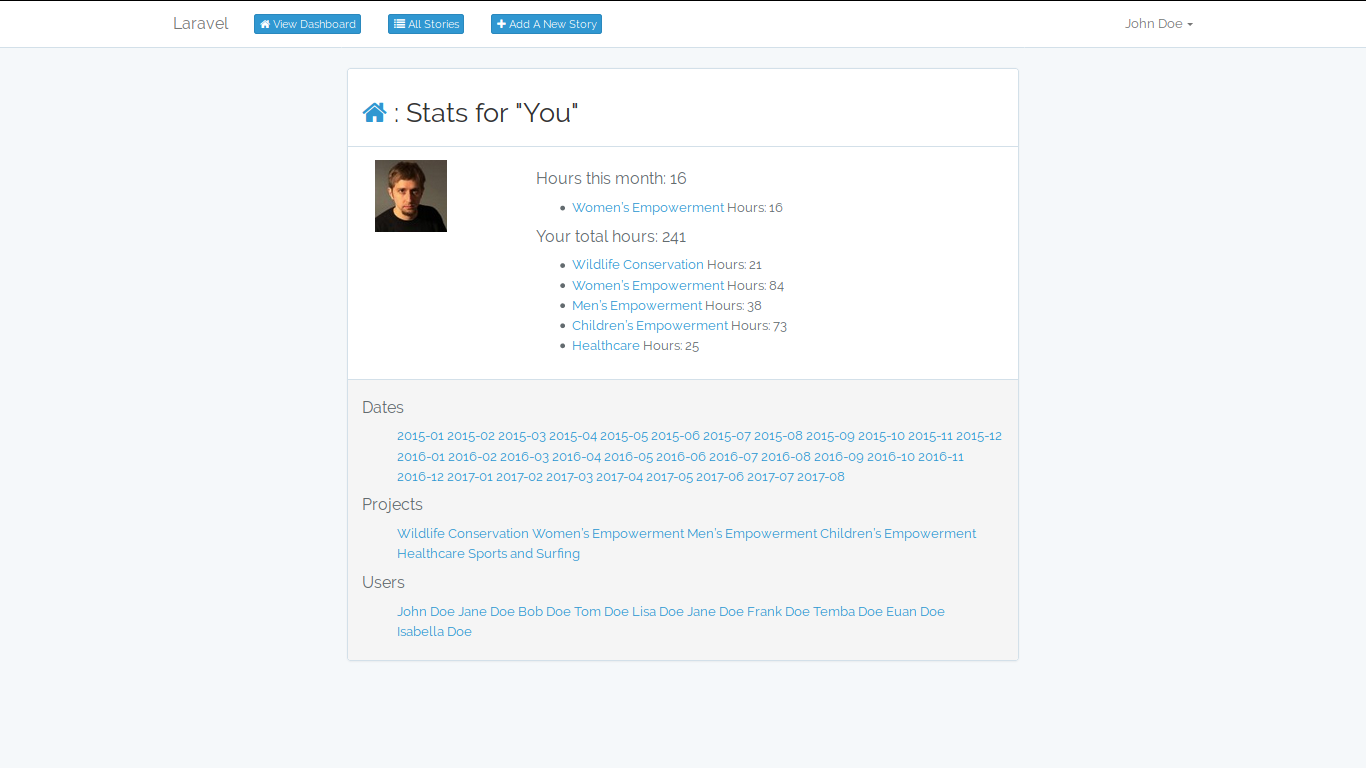 Laravel View Dashboard All Stories Add A New Story John Doe
: Stats for "You"
Hours this month: 16
Women's Empowerment Hours: 16
Your total hours: 241
Wildlife Conservation Hours: 21
Women's Empowerment Hours: 84
Men's Empowerment Hours: 38
Children's Empowerment Hours: 73
Healthcare Hours: 25
Dates
2015-01 2015-02 2015-03 2015-04 2015-05 2015-06 2015-07 2015-08 2015-09 2015-10 2015-11 2015-12
2016-01 2016-02 2016-03 2016-04 2016-05 2016-06 2016-07 2016-08 2016-09 2016-10 2016-11
2016-12 2017-01 2017-02 2017-03 2017-04 2017-05 2017-06 2017-07 2017-08
Projects
Wildlife Conservation Women's Empowerment Men's Empowerment Children's Empowerment
Healthcare Sports and Surfing
Users
John Doe Jane Doe Bob Doe Tom Doe Lisa Doe Jane Doe Frank Doe Temba Doe Euan Doe
Isabella Doe